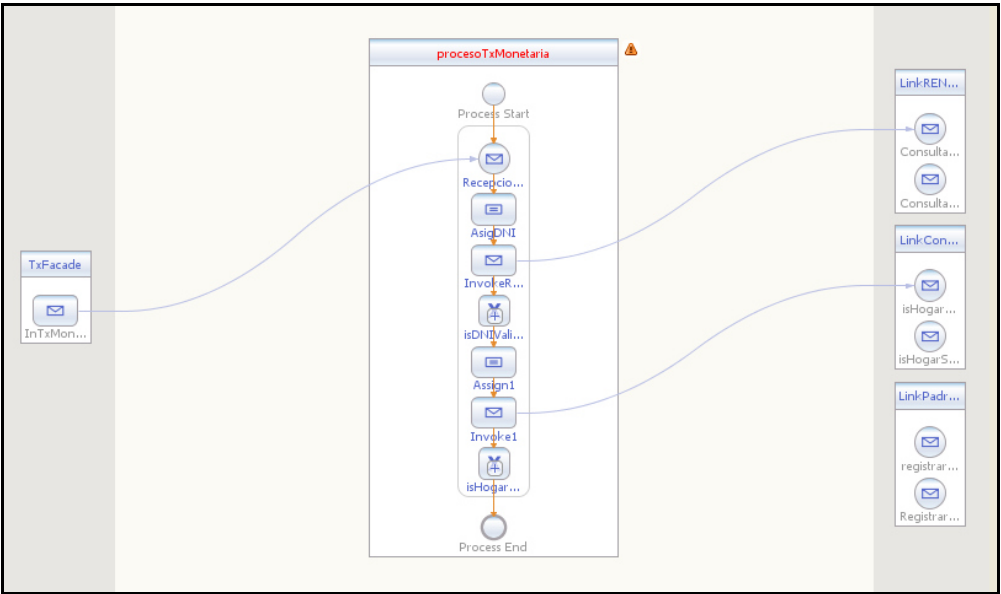 procesoTxMonetaria
Process Start
Recepcio...
AsigDNI
InvokeR...
isDNIVali...
Assign1
Invoke1
isHogar...
Process End
TxFacade
InTxMon...
LinkREN...
Consulta...
Consulta...
LinkCon...
isHogar...
isHogarS...
LinkPadr...
registrar...
Registrar...